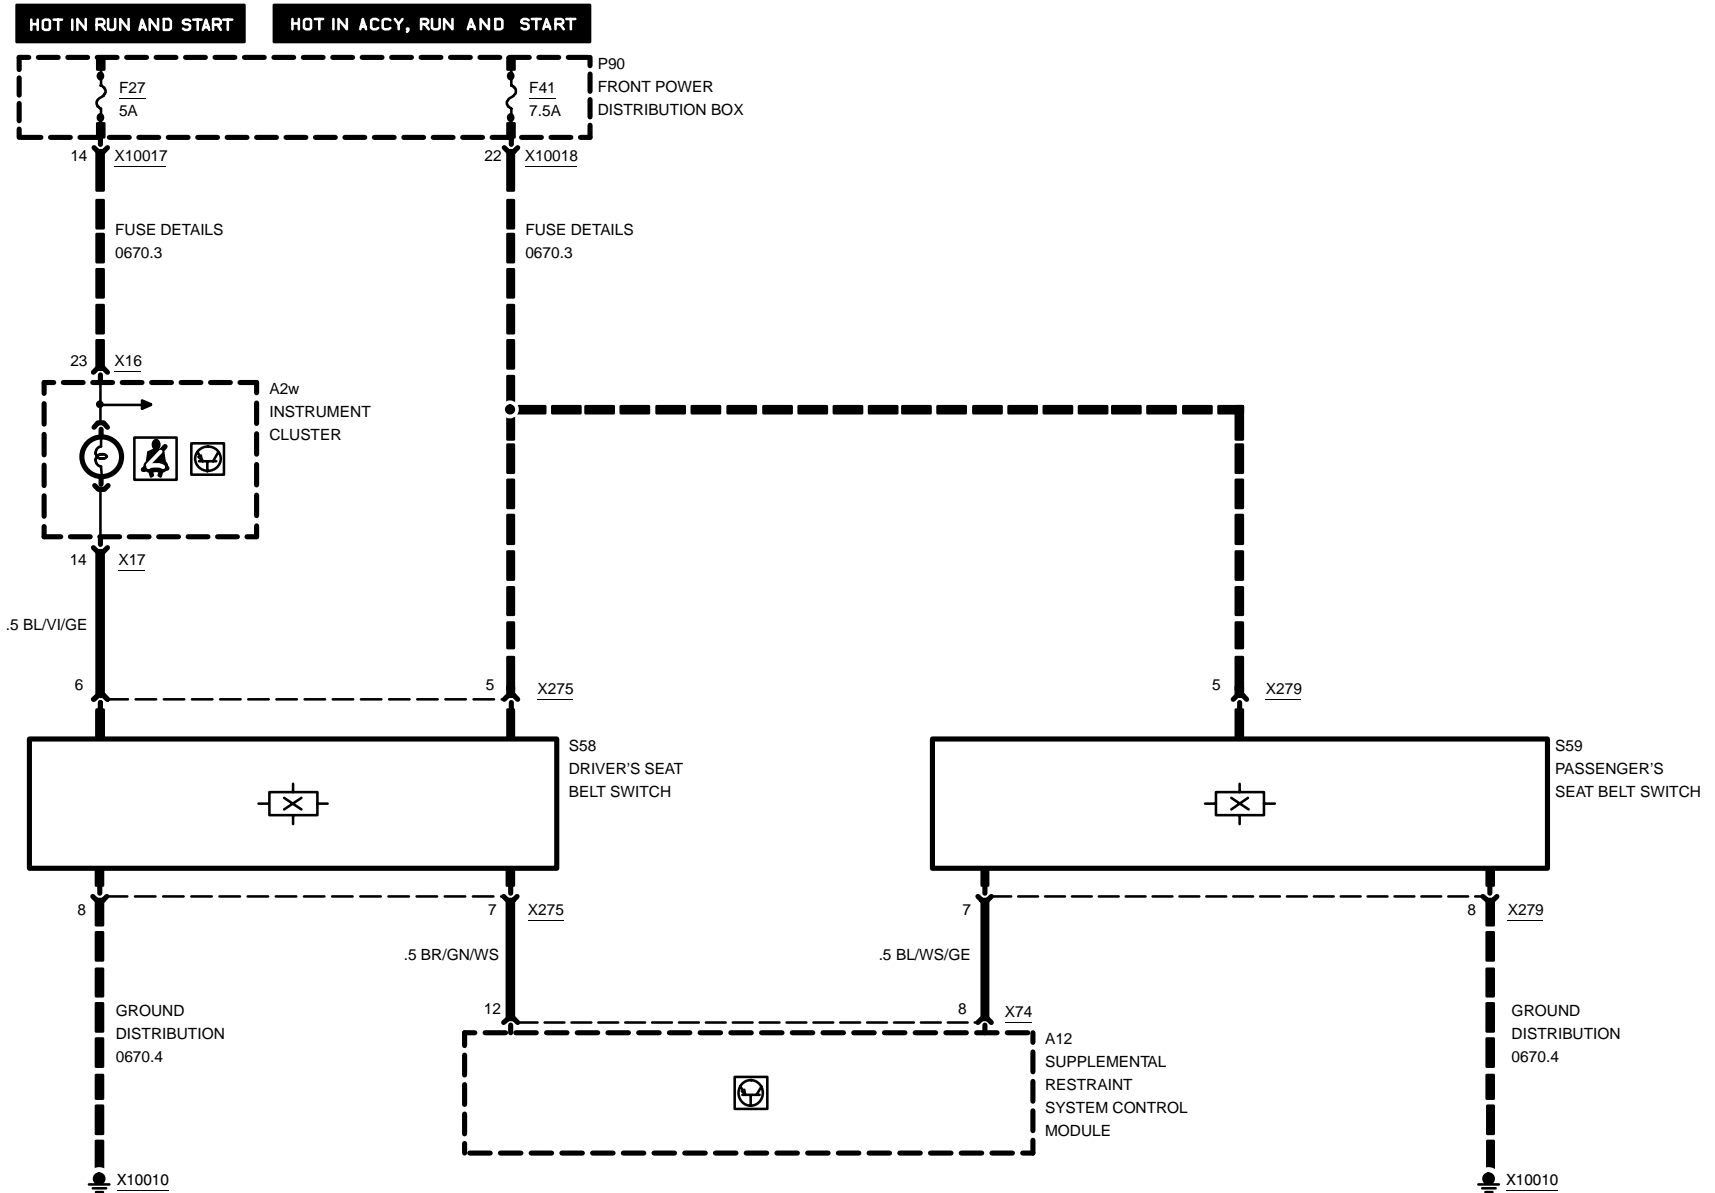 HOT IN RUN AND START
HOT IN ACCY, RUN AND START
P90
FRONT POWER
DISTRIBUTION BOX
F27
5A
F41
7.5A
14 X10017
22 X10018
FUSE DETAILS
0670.3
FUSE DETAILS
0670.3
23 X16
A2w
INSTRUMENT
CLUSTER
14 X17
.5 BL/VI/GE
6
5 X275
5 X279
S58
DRIVER'S SEAT
BELT SWITCH
S59
PASSENGER'S
SEAT BELT SWITCH
8
7 X275
7
8 X279
.5 BR/GN/WS
.5 BL/WS/GE
12
8 X74
GROUND
DISTRIBUTION
0670.4
A12
SUPPLEMENTAL
RESTRAINT
SYSTEM CONTROL
MODULE
GROUND
DISTRIBUTION
0670.4
X10010
X10010